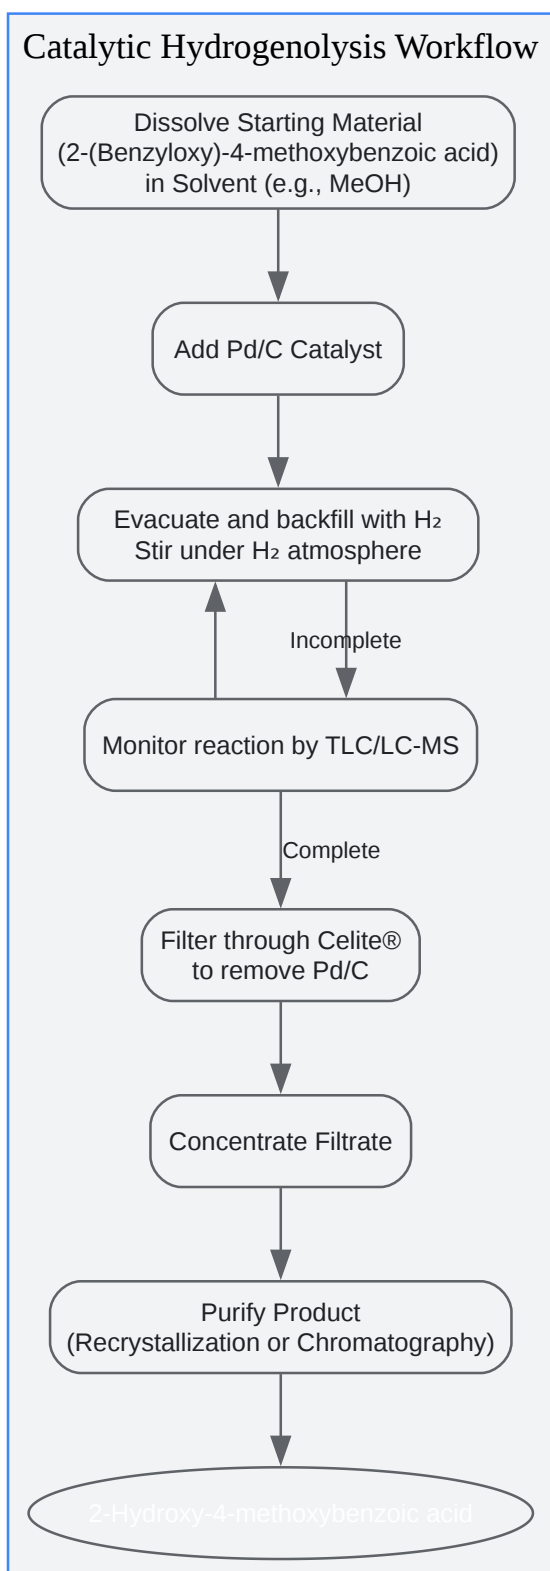 Catalytic Hydrogenolysis Workflow
Dissolve Starting Material
(2-(Benzyloxy)-4-methoxybenzoic acid)
in Solvent (e.g., MeOH)
Add Pd/C Catalyst
Evacuate and backfill with H₂
Stir under H₂ atmosphere
Incomplete
Monitor reaction by TLC/LC-MS
Complete
Filter through Celite®
to remove Pd/C
Concentrate Filtrate
Purify Product
(Recrystallization or Chromatography)
2-Hydroxy-4-methoxybenzoic acid